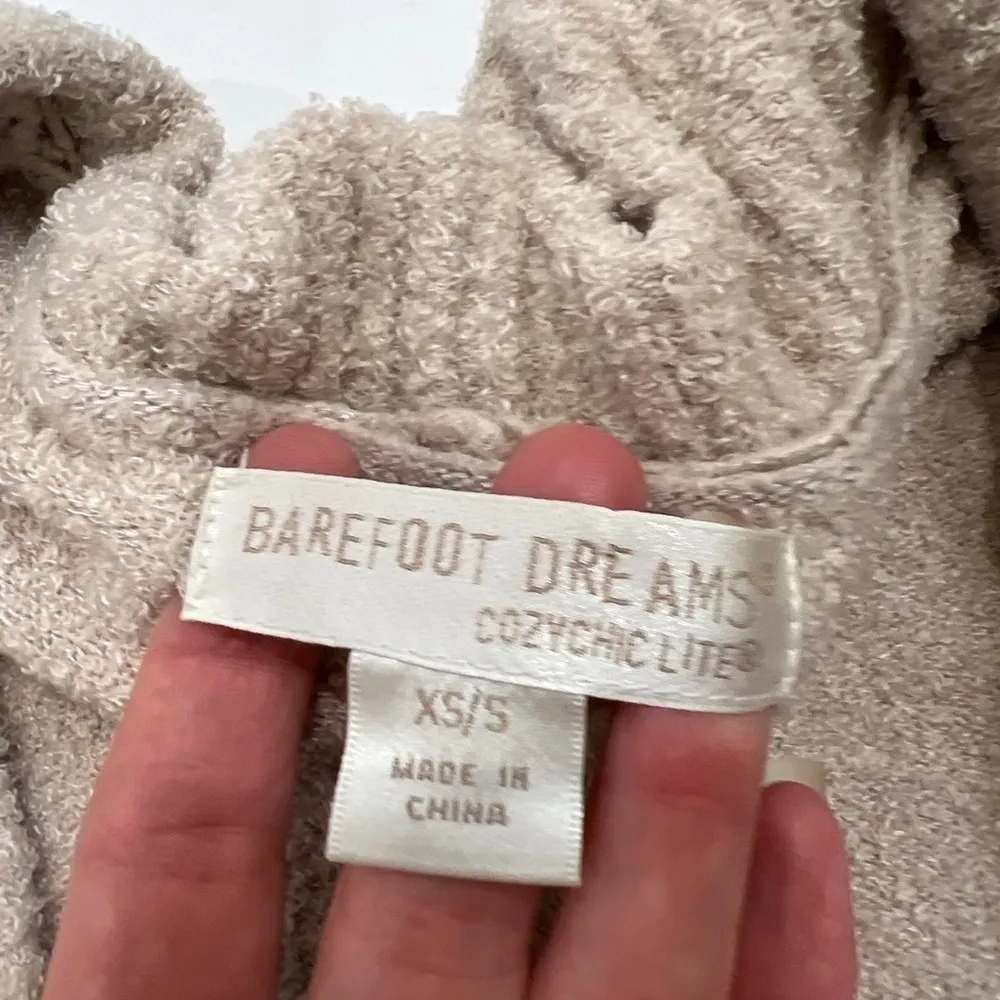 BAREFOOT DREAMS®
COZYCHIC LITE®
XS/S
MADE IN
CHINA